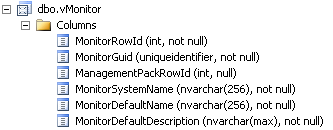 dbo.vMonitor
Columns
MonitorRowId (int, not null)
MonitorGuid (uniqueidentifier, not null)
ManagementPackRowId (int, null)
MonitorSystemName (nvarchar(256), not null)
MonitorDefaultName (nvarchar(256), not null)
MonitorDefaultDescription (nvarchar(max), not null)